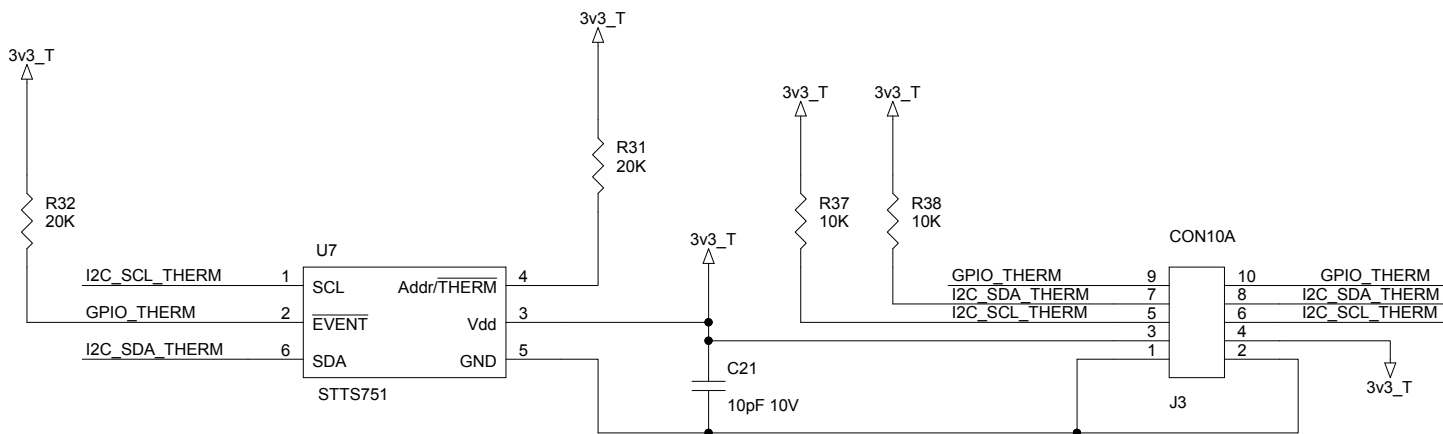 3v3_T
3v3_T
3v3_T
3v3_T
R31
20K
R32
20K
R37
10K
R38
10K
3v3_T
CON10A
U7
I2C_SCL_THERM
1
SCL
Addr/THERM
4
GPIO_THERM
2
EVENT
Vdd
3
I2C_SDA_THERM
6
SDA
GND
5
STTS751
GPIO_THERM
9
10
GPIO_THERM
I2C_SDA_THERM
7
8
I2C_SDA_THERM
I2C_SCL_THERM
5
6
I2C_SCL_THERM
3
4
1
2
C21
10pF 10V
3v3_T
J3